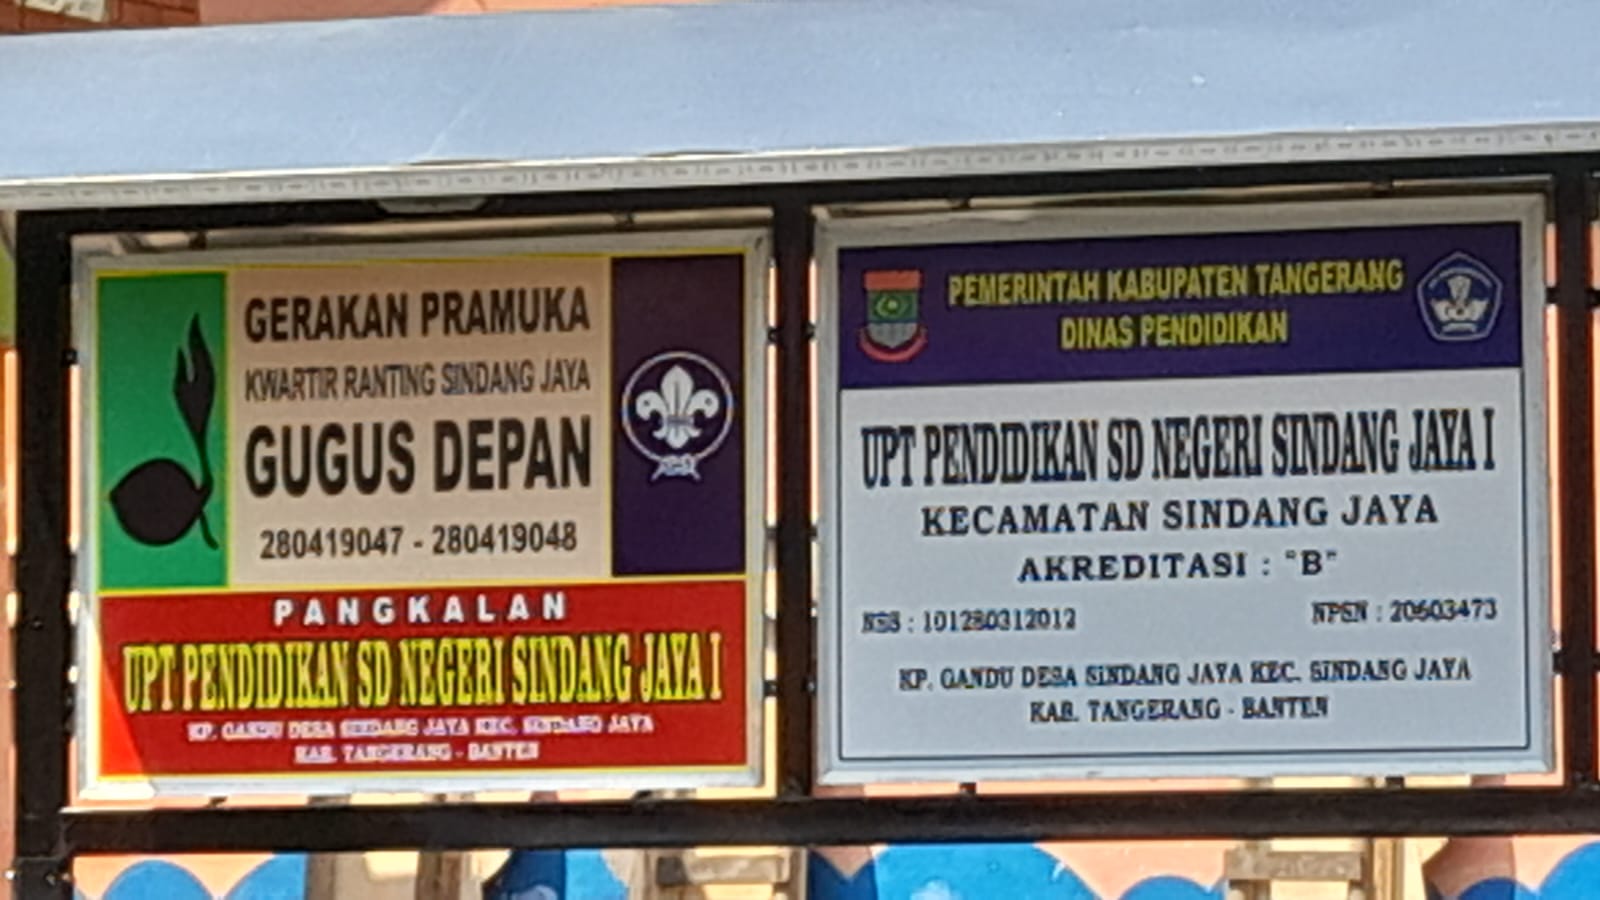 GERAKAN PRAMUKA
KWARTIR RANTING SINDANG JAYA
GUGUS DEPAN
280419047 - 280419048
PANGKALAN
UPT PENDIDIKAN SD NEGERI SINDANG JAYA I
KP. GANDU DESA SINDANG JAYA KEC. SINDANG JAYA
KAB. TANGERANG - BANTEN
PEMERINTAH KABUPATEN TANGERANG
DINAS PENDIDIKAN
UPT PENDIDIKAN SD NEGERI SINDANG JAYA I
KECAMATAN SINDANG JAYA
AKREDITASI : "B"
NSS : 101280312012 NPSN : 20603473
KP. GANDU DESA SINDANG JAYA KEC. SINDANG JAYA
KAB. TANGERANG - BANTEN